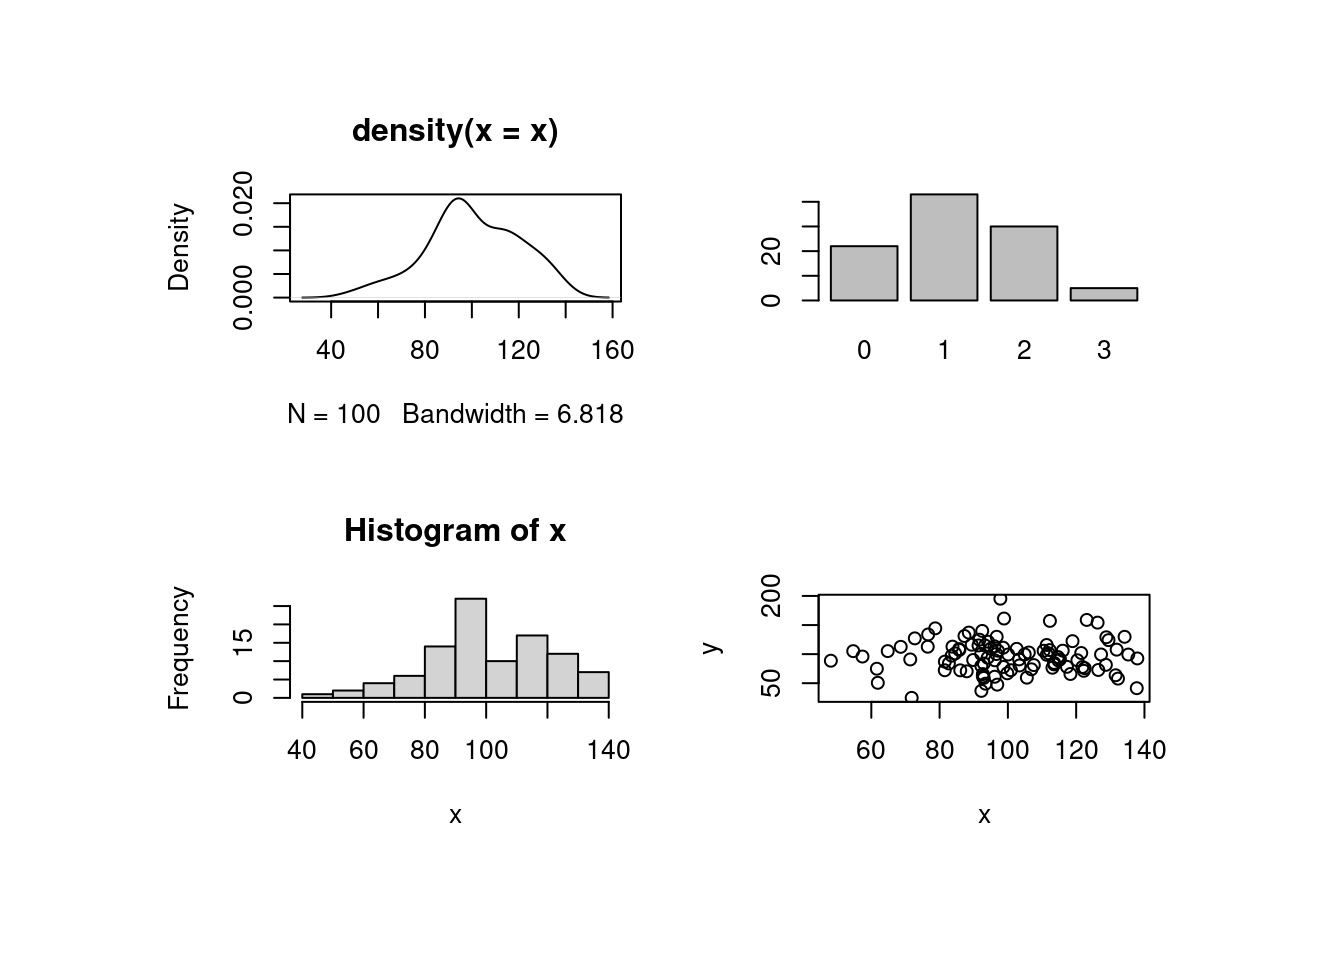 density(x = x)
Density
0.000 0.020
40 80 120 160
N = 100 Bandwidth = 6.818
0 20
0 1 2 3
Histogram of x
Frequency
0 15
40 60 80 100 140
x
y
50 200
60 80 100 120 140
x